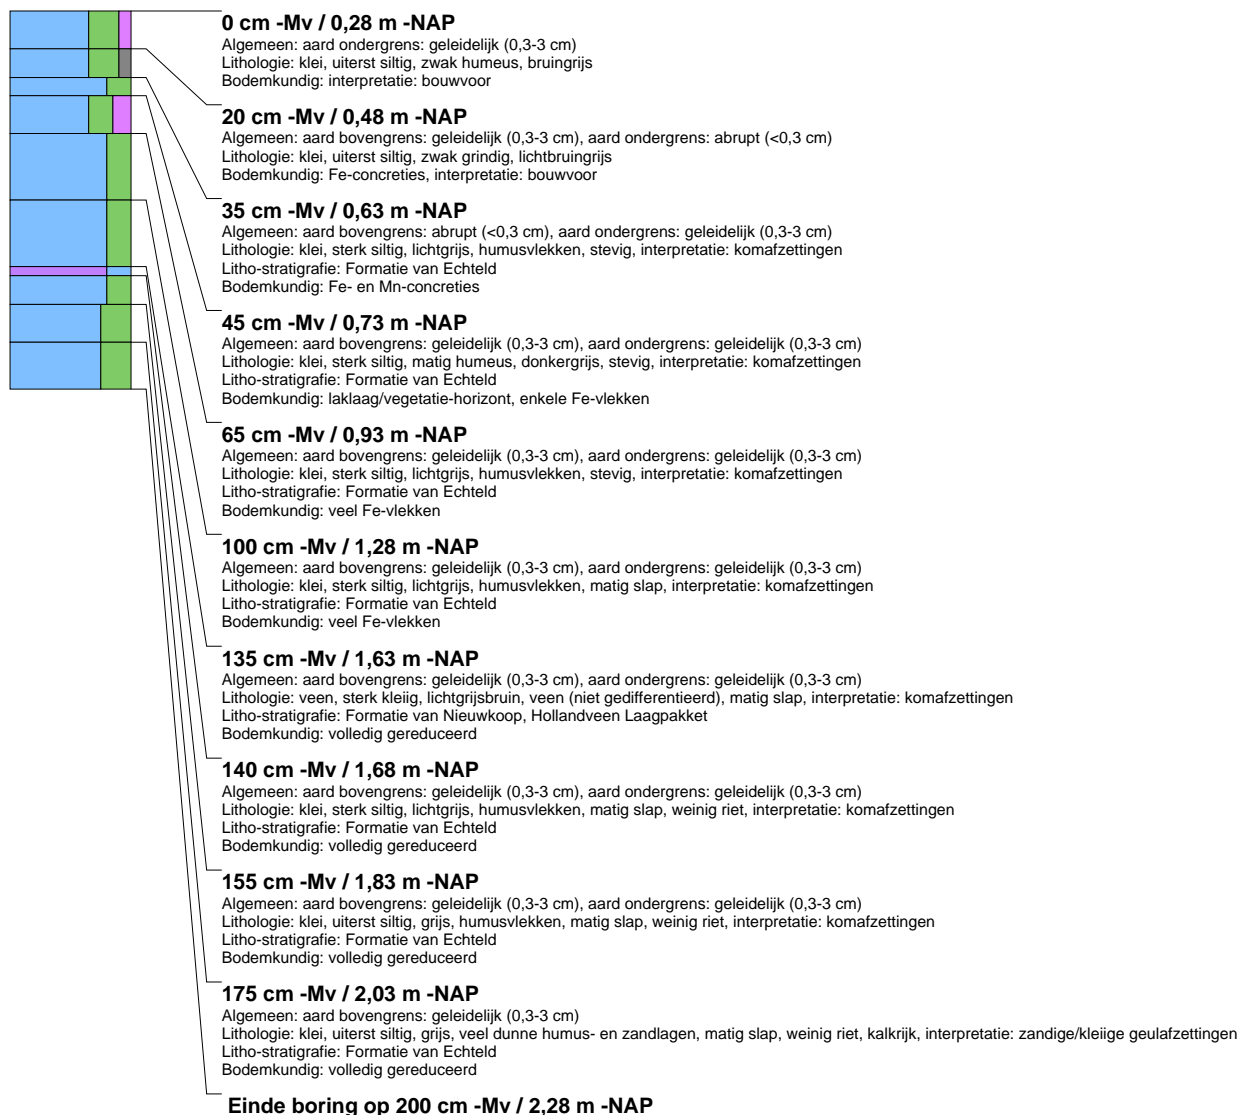 0 cm -Mv / 0,28 m -NAP
Algemeen: aard ondergrens: geleidelijk (0,3-3 cm)
Lithologie: klei, uiterst siltig, zwak humeus, bruingrijs
Bodemkundig: interpretatie: bouwvoor
20 cm -Mv / 0,48 m -NAP
Algemeen: aard bovengrens: geleidelijk (0,3-3 cm), aard ondergrens: abrupt (<0,3 cm)
Lithologie: klei, uiterst siltig, zwak grindig, lichtbruingrijs
Bodemkundig: Fe-concreties, interpretatie: bouwvoor
35 cm -Mv / 0,63 m -NAP
Algemeen: aard bovengrens: abrupt (<0,3 cm), aard ondergrens: geleidelijk (0,3-3 cm)
Lithologie: klei, sterk siltig, lichtgrijs, humusvlekken, stevig, interpretatie: komafzettingen
Litho-stratigrafie: Formatie van Echteld
Bodemkundig: Fe- en Mn-concreties
45 cm -Mv / 0,73 m -NAP
Algemeen: aard bovengrens: geleidelijk (0,3-3 cm), aard ondergrens: geleidelijk (0,3-3 cm)
Lithologie: klei, sterk siltig, matig humeus, donkergrijs, stevig, interpretatie: komafzettingen
Litho-stratigrafie: Formatie van Echteld
Bodemkundig: laklaag/vegetatie-horizont, enkele Fe-vlekken
65 cm -Mv / 0,93 m -NAP
Algemeen: aard bovengrens: geleidelijk (0,3-3 cm), aard ondergrens: geleidelijk (0,3-3 cm)
Lithologie: klei, sterk siltig, lichtgrijs, humusvlekken, stevig, interpretatie: komafzettingen
Litho-stratigrafie: Formatie van Echteld
Bodemkundig: veel Fe-vlekken
100 cm -Mv / 1,28 m -NAP
Algemeen: aard bovengrens: geleidelijk (0,3-3 cm), aard ondergrens: geleidelijk (0,3-3 cm)
Lithologie: klei, sterk siltig, lichtgrijs, humusvlekken, matig slap, interpretatie: komafzettingen
Litho-stratigrafie: Formatie van Echteld
Bodemkundig: veel Fe-vlekken
135 cm -Mv / 1,63 m -NAP
Algemeen: aard bovengrens: geleidelijk (0,3-3 cm), aard ondergrens: geleidelijk (0,3-3 cm)
Lithologie: veen, sterk kleiig, lichtgrijsbruin, veen (niet gedifferentieerd), matig slap, interpretatie: komafzettingen
Litho-stratigrafie: Formatie van Nieuwkoop, Hollandveen Laagpakket
Bodemkundig: volledig gereduceerd
140 cm -Mv / 1,68 m -NAP
Algemeen: aard bovengrens: geleidelijk (0,3-3 cm), aard ondergrens: geleidelijk (0,3-3 cm)
Lithologie: klei, sterk siltig, lichtgrijs, humusvlekken, matig slap, weinig riet, interpretatie: komafzettingen
Litho-stratigrafie: Formatie van Echteld
Bodemkundig: volledig gereduceerd
155 cm -Mv / 1,83 m -NAP
Algemeen: aard bovengrens: geleidelijk (0,3-3 cm), aard ondergrens: geleidelijk (0,3-3 cm)
Lithologie: klei, uiterst siltig, grijs, humusvlekken, matig slap, weinig riet, interpretatie: komafzettingen
Litho-stratigrafie: Formatie van Echteld
Bodemkundig: volledig gereduceerd
175 cm -Mv / 2,03 m -NAP
Algemeen: aard bovengrens: geleidelijk (0,3-3 cm)
Lithologie: klei, uiterst siltig, grijs, veel dunne humus- en zandlagen, matig slap, weinig riet, kalkrijk, interpretatie: zandige/kleiige geulafzettingen
Litho-stratigrafie: Formatie van Echteld
Bodemkundig: volledig gereduceerd
Einde boring op 200 cm -Mv / 2,28 m -NAP